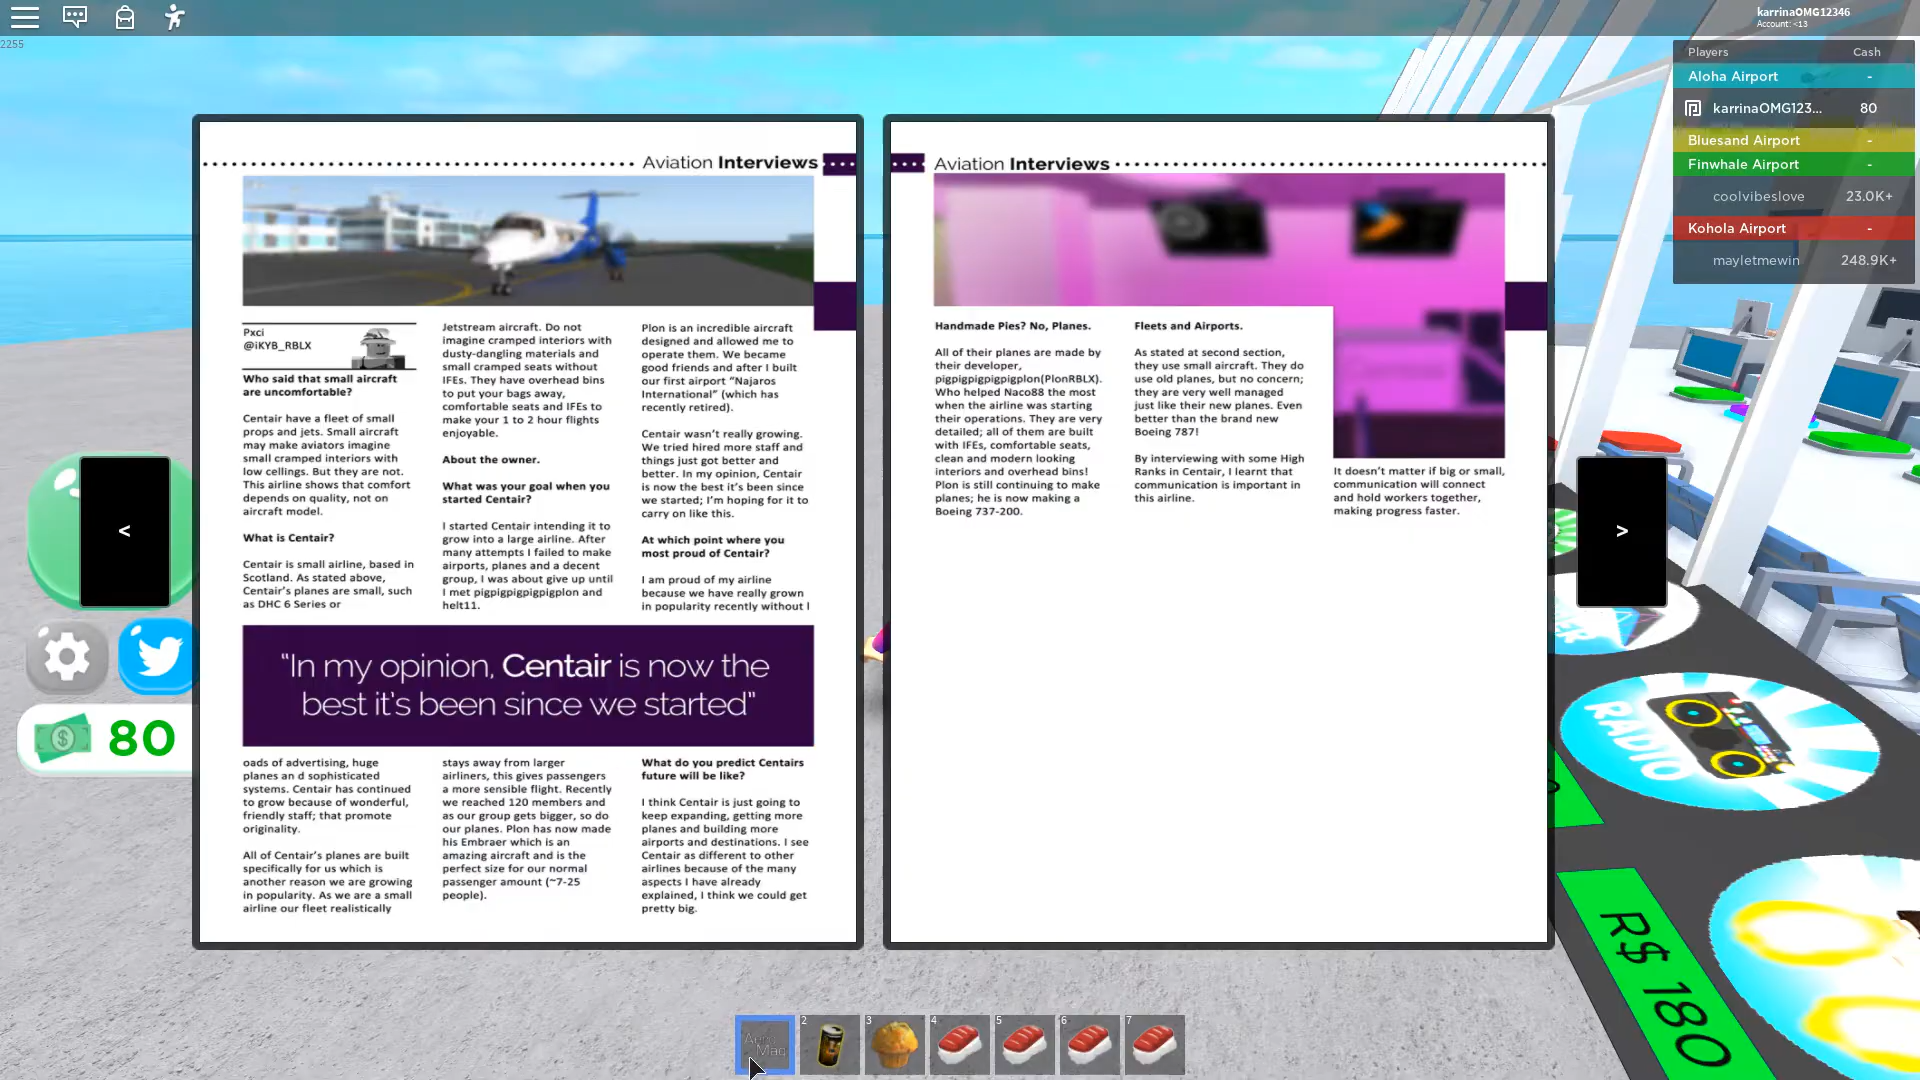 karrinaOMG12346
Account: <13
2255
Players Cash
Aloha Airport -
karrinaOMG123... 80
Bluesand Airport -
Finwhale Airport -
coolvibeslove 23.0K+
Kohola Airport -
mayletmewin 248.9K+
Aviation Interviews
Pxci
@iKYB_RBLX
Who said that small aircraft
are uncomfortable?
Centair have a fleet of small
props and jets. Small aircraft
may make aviators imagine
small cramped interiors with
low cellings. But they are not.
This airline shows that comfort
depends on quality, not on
aircraft model.
What is Centair?
Centair is small airline, based in
Scotland. As stated above,
Centair's planes are small, such
as DHC 6 Series or
Jetstream aircraft. Do not
imagine cramped interiors with
dusty-dangling materials and
small cramped seats without
IFEs. They have overhead bins
to put your bags away,
comfortable seats and IFEs to
make your 1 to 2 hour flights
enjoyable.
About the owner.
What was your goal when you
started Centair?
I started Centair intending it to
grow into a large airline. After
many attempts I failed to make
airports, planes and a decent
group, I was about give up until
I met pigpigpigpigpigplon and
helt11.
Plon is an incredible aircraft
designed and allowed me to
operate them. We became
good friends and after I built
our first airport "Najaros
International" (which has
recently retired).
Centair wasn't really growing.
We tried hired more staff and
things just got better and
better. In my opinion, Centair
is now the best it's been since
we started; I'm hoping for it to
carry on like this.
At which point where you
most proud of Centair?
I am proud of my airline
because we have really grown
in popularity recently without l
"In my opinion, Centair is now the
best it's been since we started"
oads of advertising, huge
planes an d sophisticated
systems. Centair has continued
to grow because of wonderful,
friendly staff; that promote
originality.
All of Centair's planes are built
specifically for us which is
another reason we are growing
in popularity. As we are a small
airline our fleet realistically
stays away from larger
airliners, this gives passengers
a more sensible flight. Recently
we reached 120 members and
as our group gets bigger, so do
our planes. Plon has now made
his Embraer which is an
amazing aircraft and is the
perfect size for our normal
passenger amount (~7-25
people).
What do you predict Centairs
future will be like?
I think Centair is just going to
keep expanding, getting more
planes and building more
airports and destinations. I see
Centair as different to other
airlines because of the many
aspects I have already
explained, I think we could get
pretty big.
Aviation Interviews
Handmade Pies? No, Planes.
All of their planes are made by
their developer,
pigpigpigpigpigplon(PlonRBLX).
Who helped Naco88 the most
when the airline was starting
their operations. They are very
detailed; all of them are built
with IFEs, comfortable seats,
clean and modern looking
interiors and overhead bins!
Plon is still continuing to make
planes; he is now making a
Boeing 737-200.
Fleets and Airports.
As stated at second section,
they use small aircraft. They do
use old planes, but no concern;
they are very well managed
just like their new planes. Even
better than the brand new
Boeing 787!
By interviewing with some High
Ranks in Centair, I learnt that
communication is important in
this airline.
It doesn't matter if big or small,
communication will connect
and hold workers together,
making progress faster.
<
>
80
RADIO
R$ 180
Aero
Mag
2
3
4
5
6
7